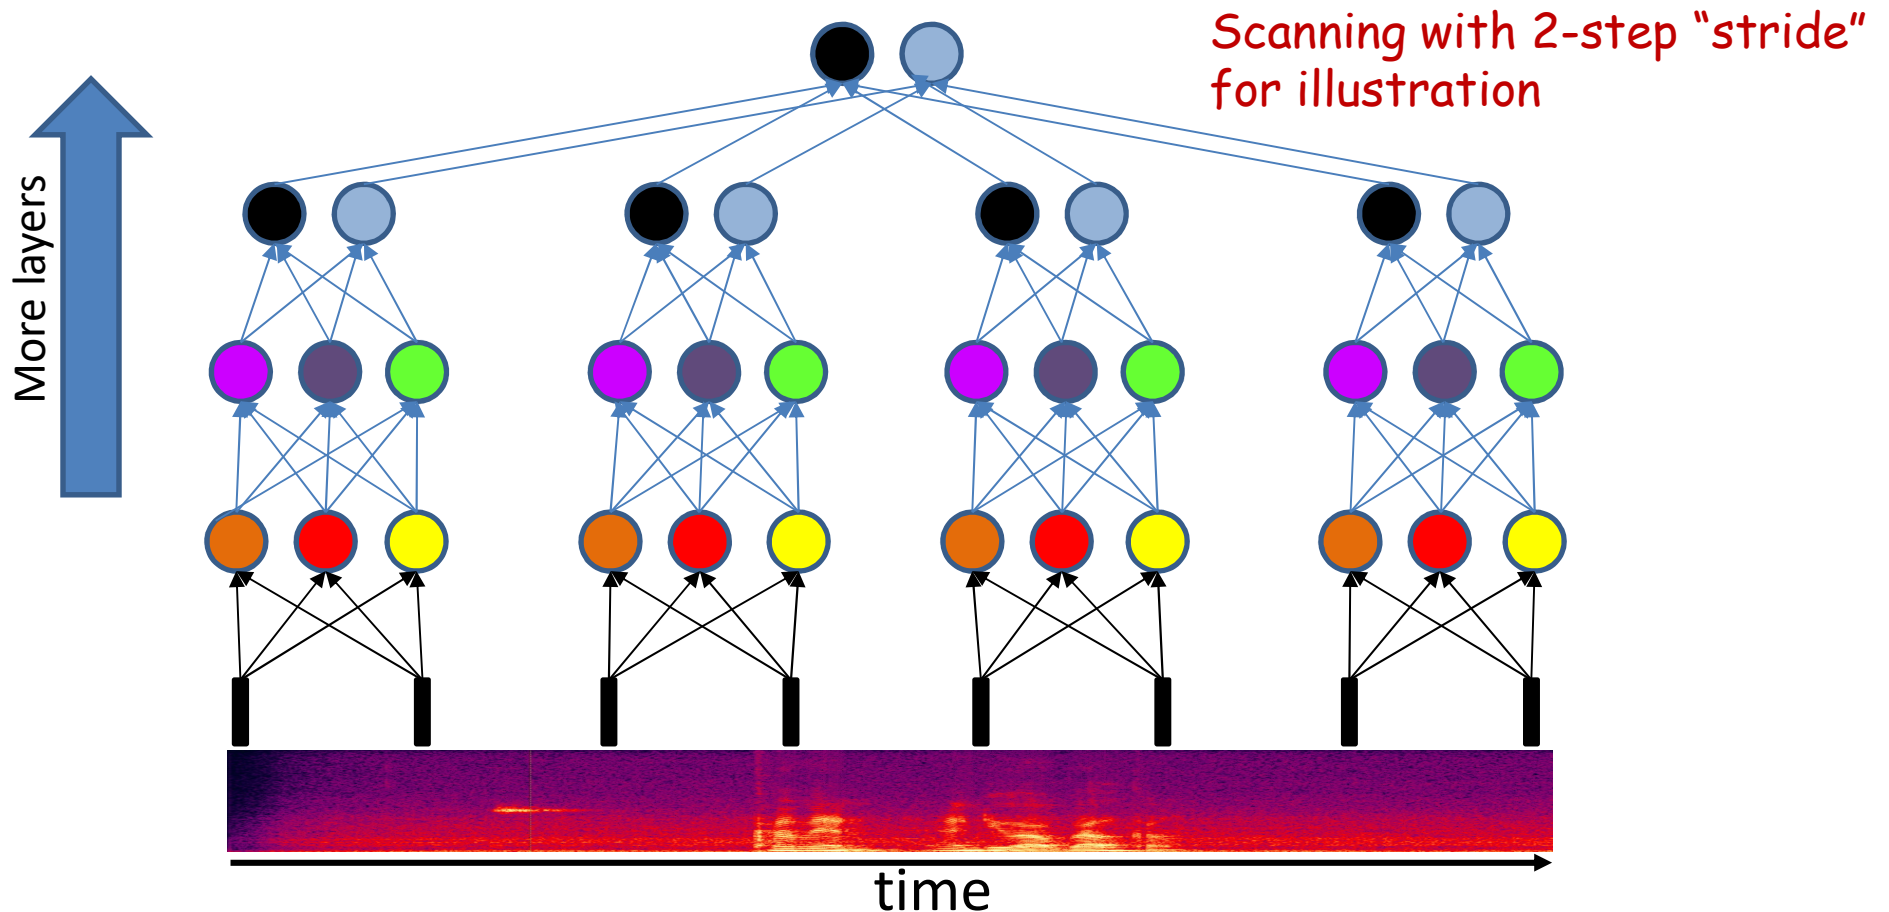 Scanning with 2-step “stride”
for illustration
More layers
time